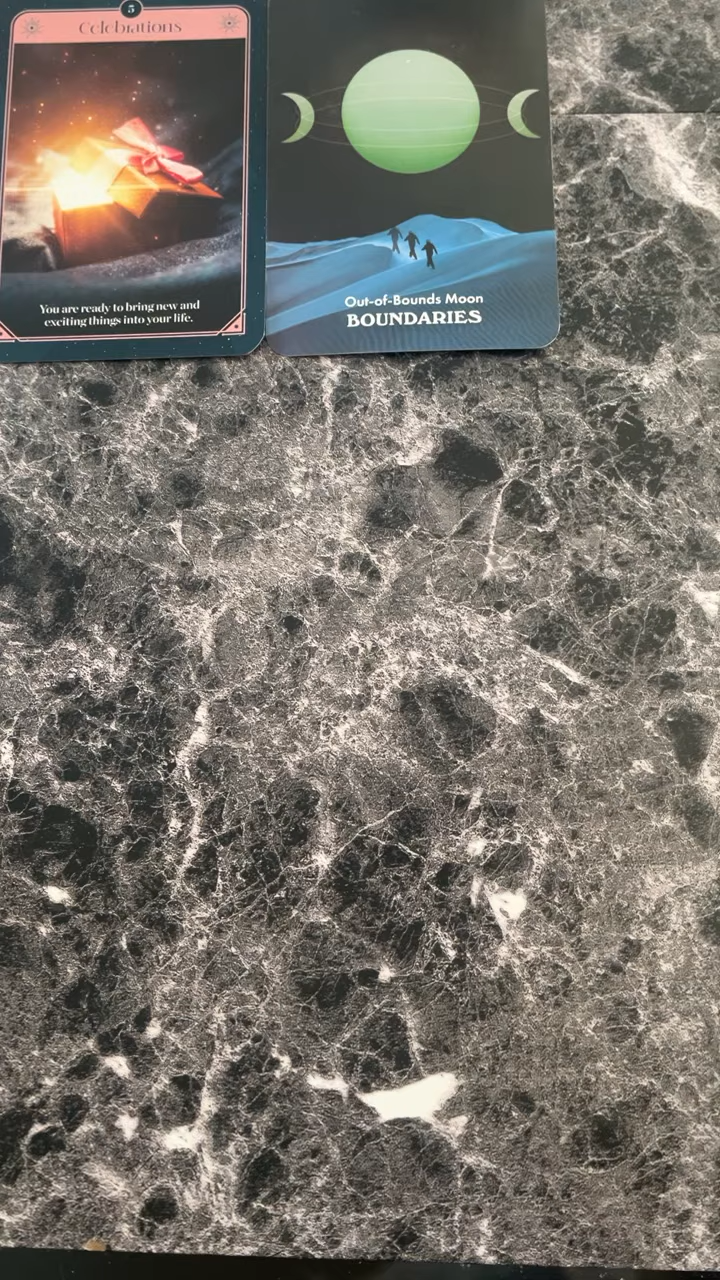 5
Celebrations
You are ready to bring new and
exciting things into your life.
Out-of-Bounds Moon
BOUNDARIES